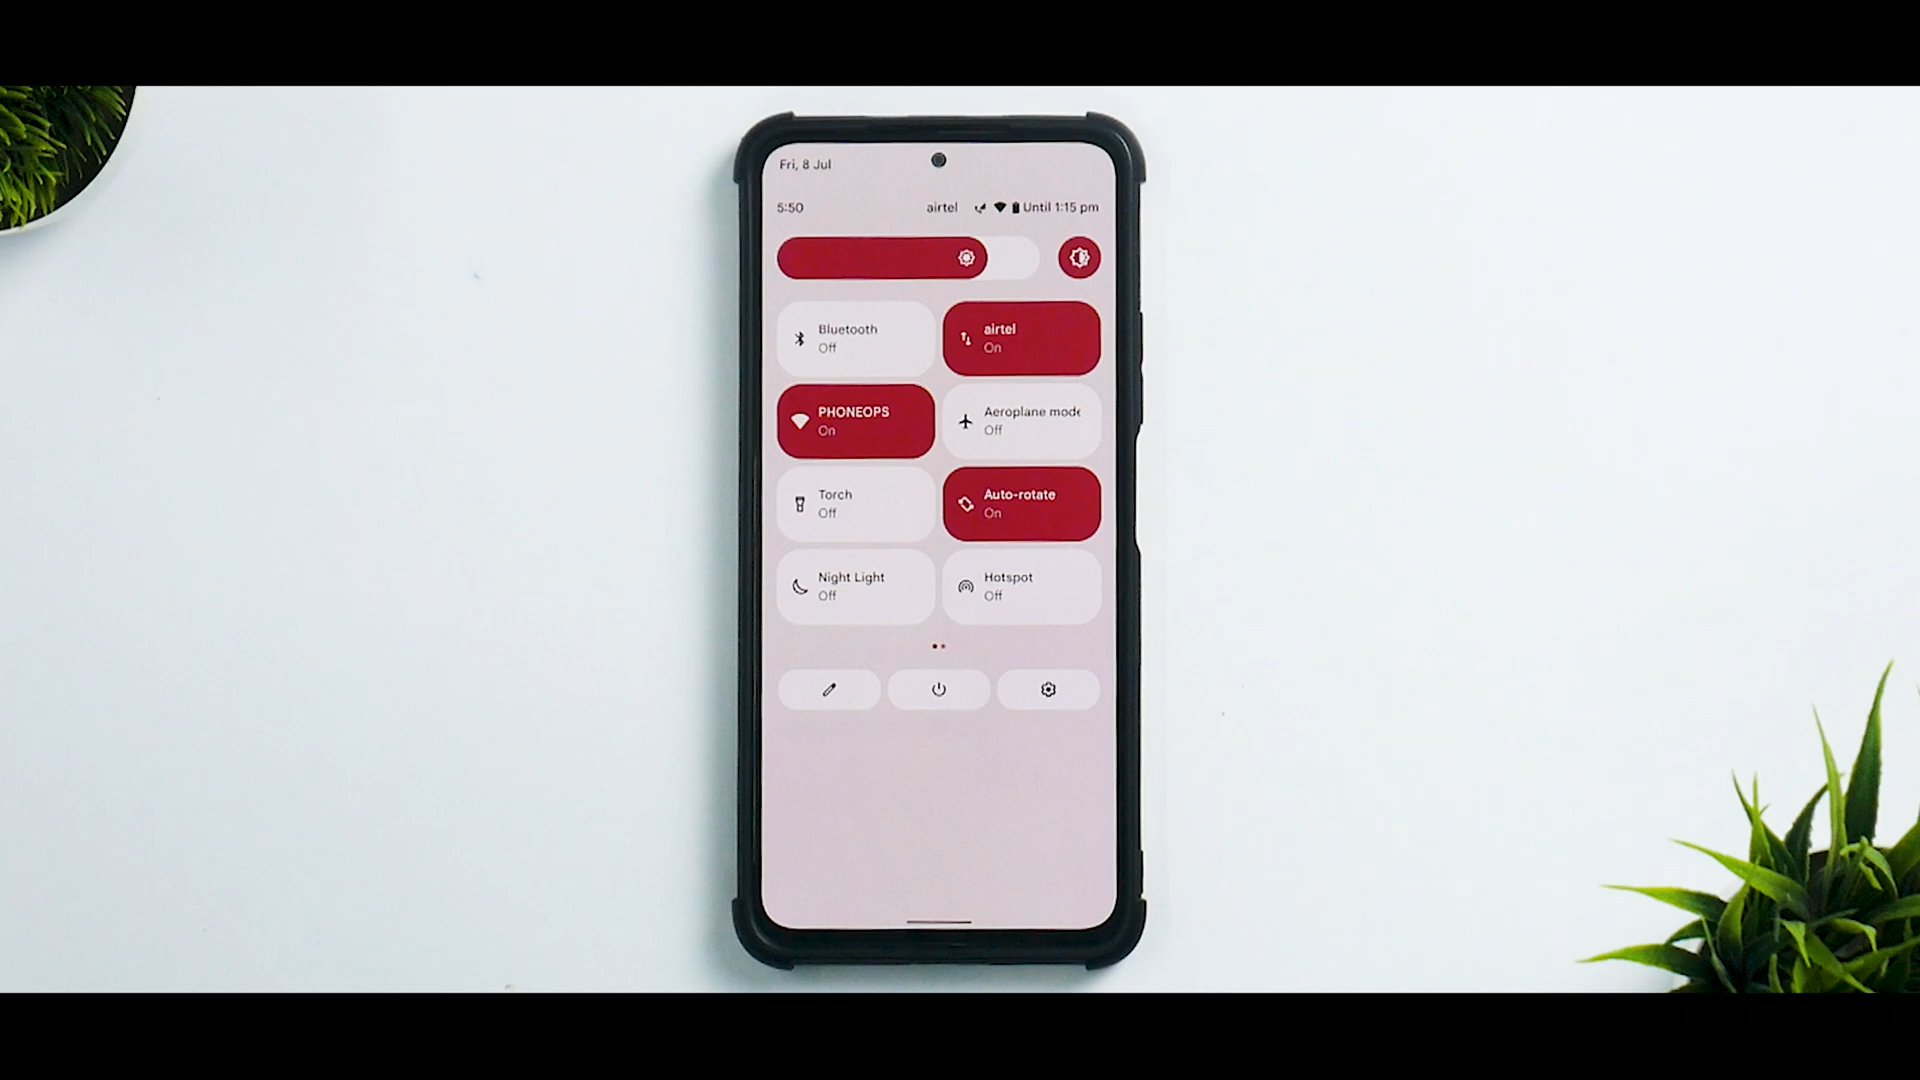 Fri, 8 Jul
5:50 airtel Until 1:15 pm
Bluetooth
Off
airtel
On
PHONEOPS
On
Aeroplane mode
Off
Torch
Off
Auto-rotate
On
Night Light
Off
Hotspot
Off